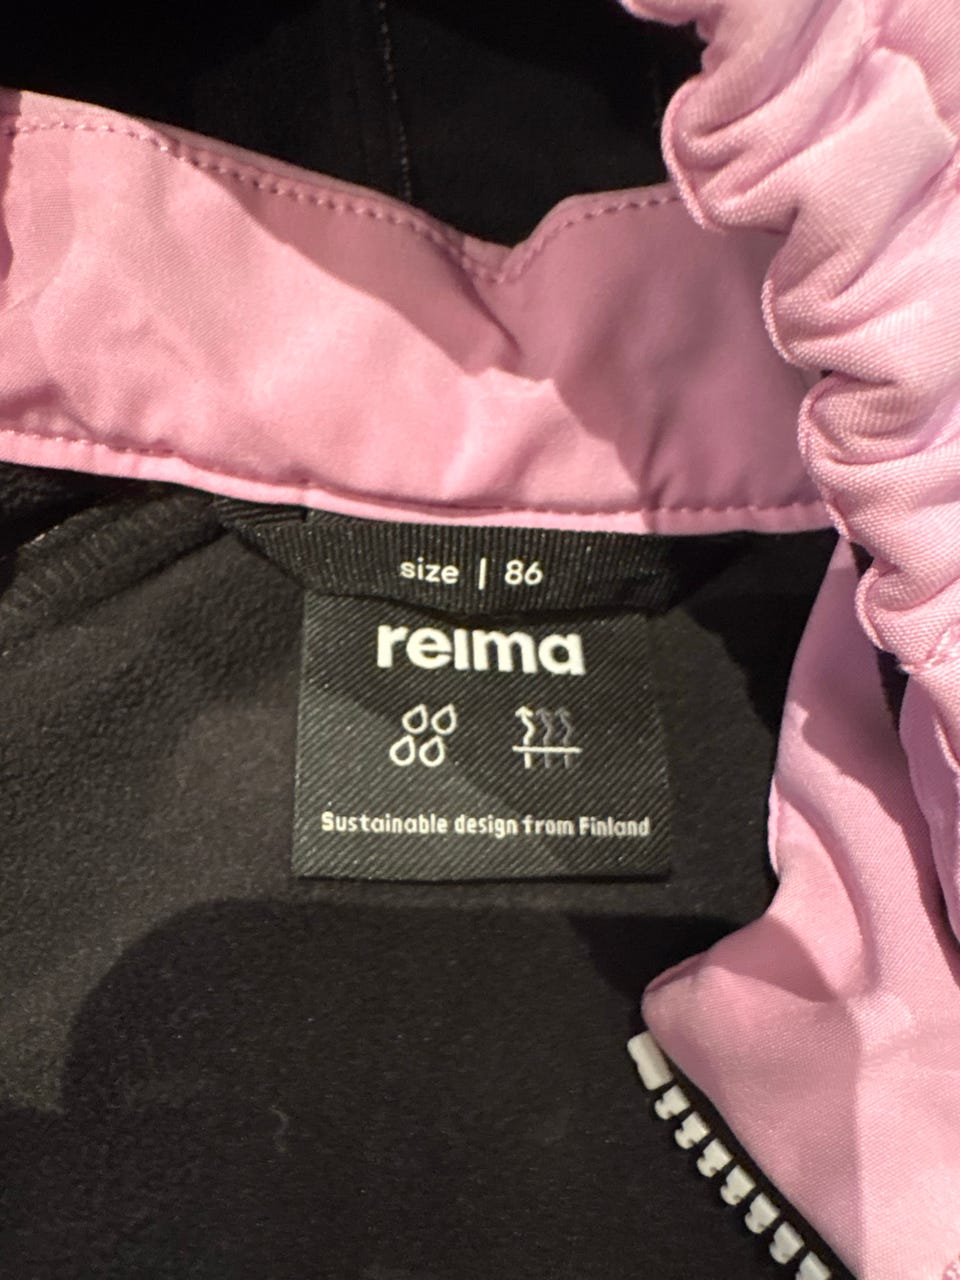 size | 86
reima
Sustainable design from Finland